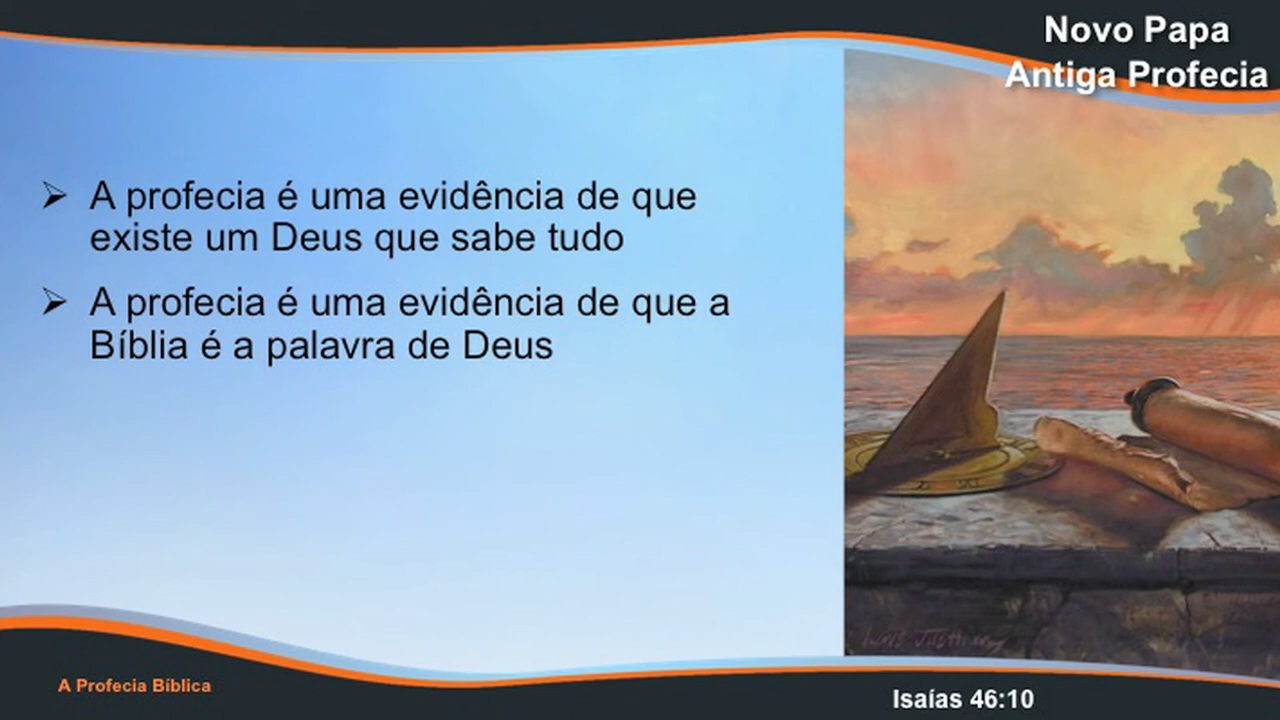 Novo Papa
Antiga Profecia
➢ A profecia é uma evidência de que
existe um Deus que sabe tudo
➢ A profecia é uma evidência de que a
Bíblia é a palavra de Deus
A Profecia Bíblica
Isaías 46:10